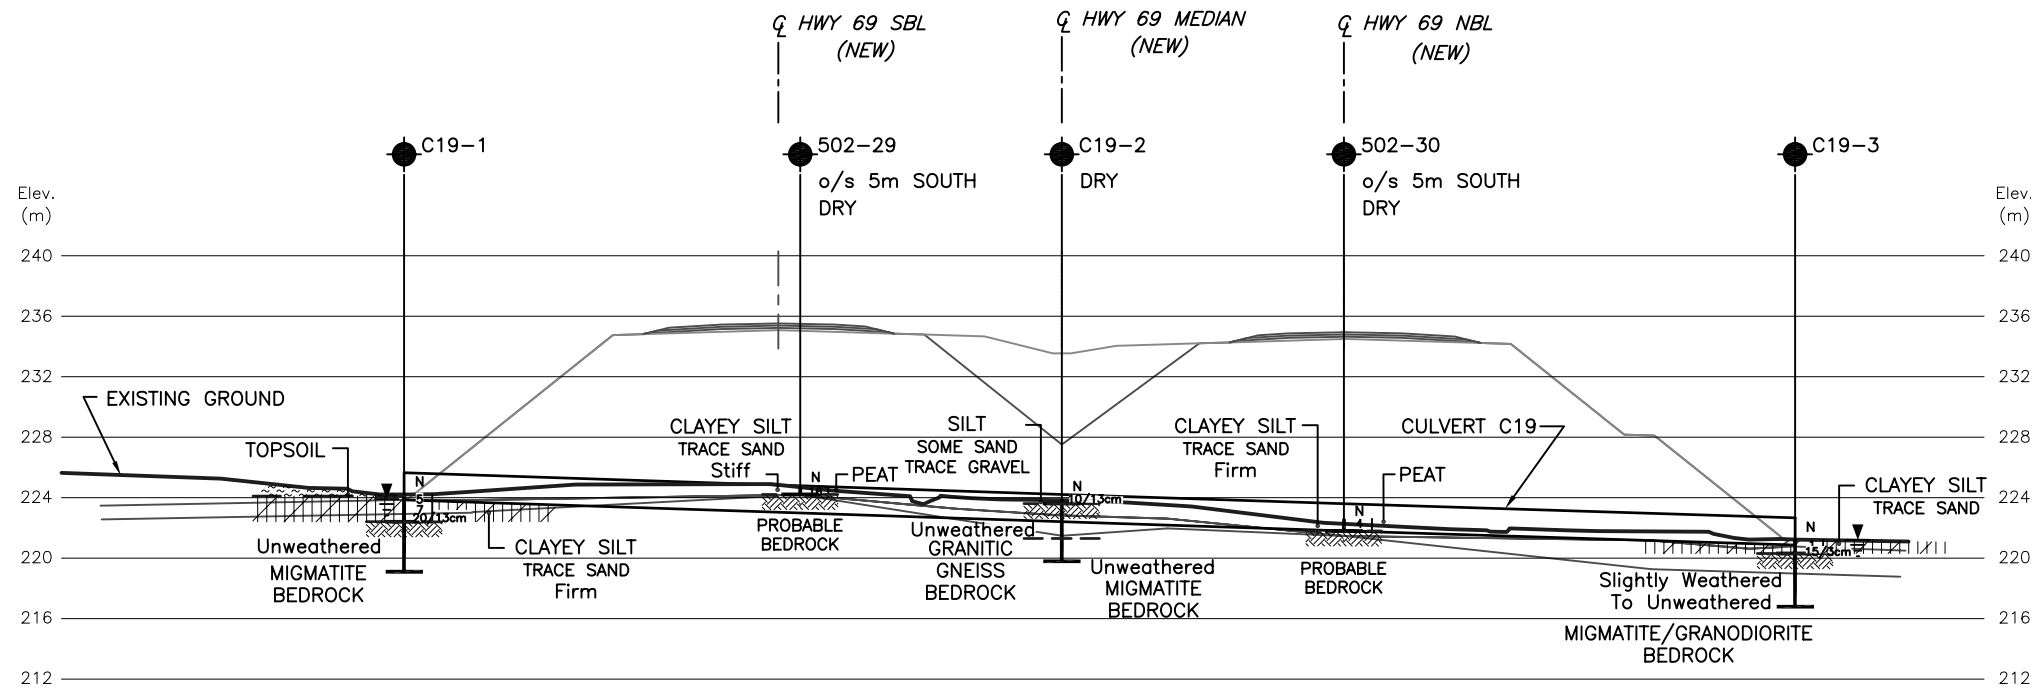 ℄ HWY 69 SBL
(NEW)
℄ HWY 69 MEDIAN
(NEW)
℄ HWY 69 NBL
(NEW)
C19-1
502-29
o/s 5m SOUTH
DRY
C19-2
DRY
502-30
o/s 5m SOUTH
DRY
C19-3
Elev.
(m)
Elev.
(m)
240
240
236
236
232
232
228
228
224
224
220
220
216
216
212
212
EXISTING GROUND
TOPSOIL
CLAYEY SILT
TRACE SAND
Stiff
PEAT
SILT
SOME SAND
TRACE GRAVEL
CLAYEY SILT
TRACE SAND
Firm
CULVERT C19
PEAT
CLAYEY SILT
TRACE SAND
N
5
7
20/13cm
N
N
10/13cm
N
4
N
15/3cm
Unweathered
MIGMATITE
BEDROCK
CLAYEY SILT
TRACE SAND
Firm
PROBABLE
BEDROCK
Unweathered
GRANITIC
GNEISS
BEDROCK
Unweathered
MIGMATITE
BEDROCK
PROBABLE
BEDROCK
Slightly Weathered
To Unweathered
MIGMATITE/GRANODIORITE
BEDROCK